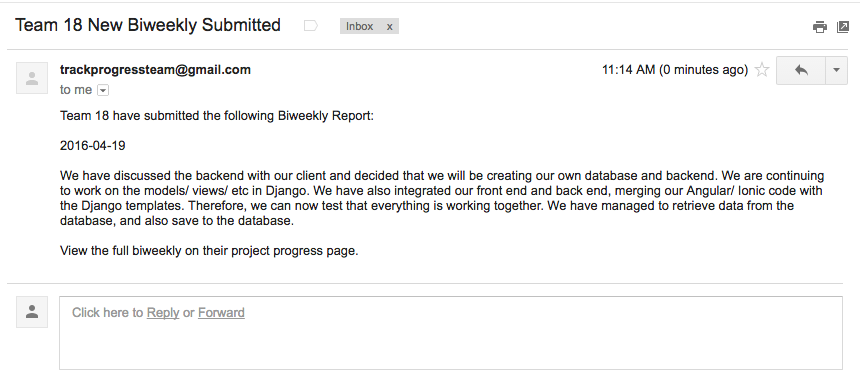 Team 18 New Biweekly Submitted
Inbox x
trackprogressteam@gmail.com
11:14 AM (0 minutes ago)
to me
Team 18 have submitted the following Biweekly Report:
2016-04-19
We have discussed the backend with our client and decided that we will be creating our own database and backend. We are continuing
to work on the models/ views/ etc in Django. We have also integrated our front end and back end, merging our Angular/ Ionic code with
the Django templates. Therefore, we can now test that everything is working together. We have managed to retrieve data from the
database, and also save to the database.
View the full biweekly on their project progress page.
Click here to Reply or Forward